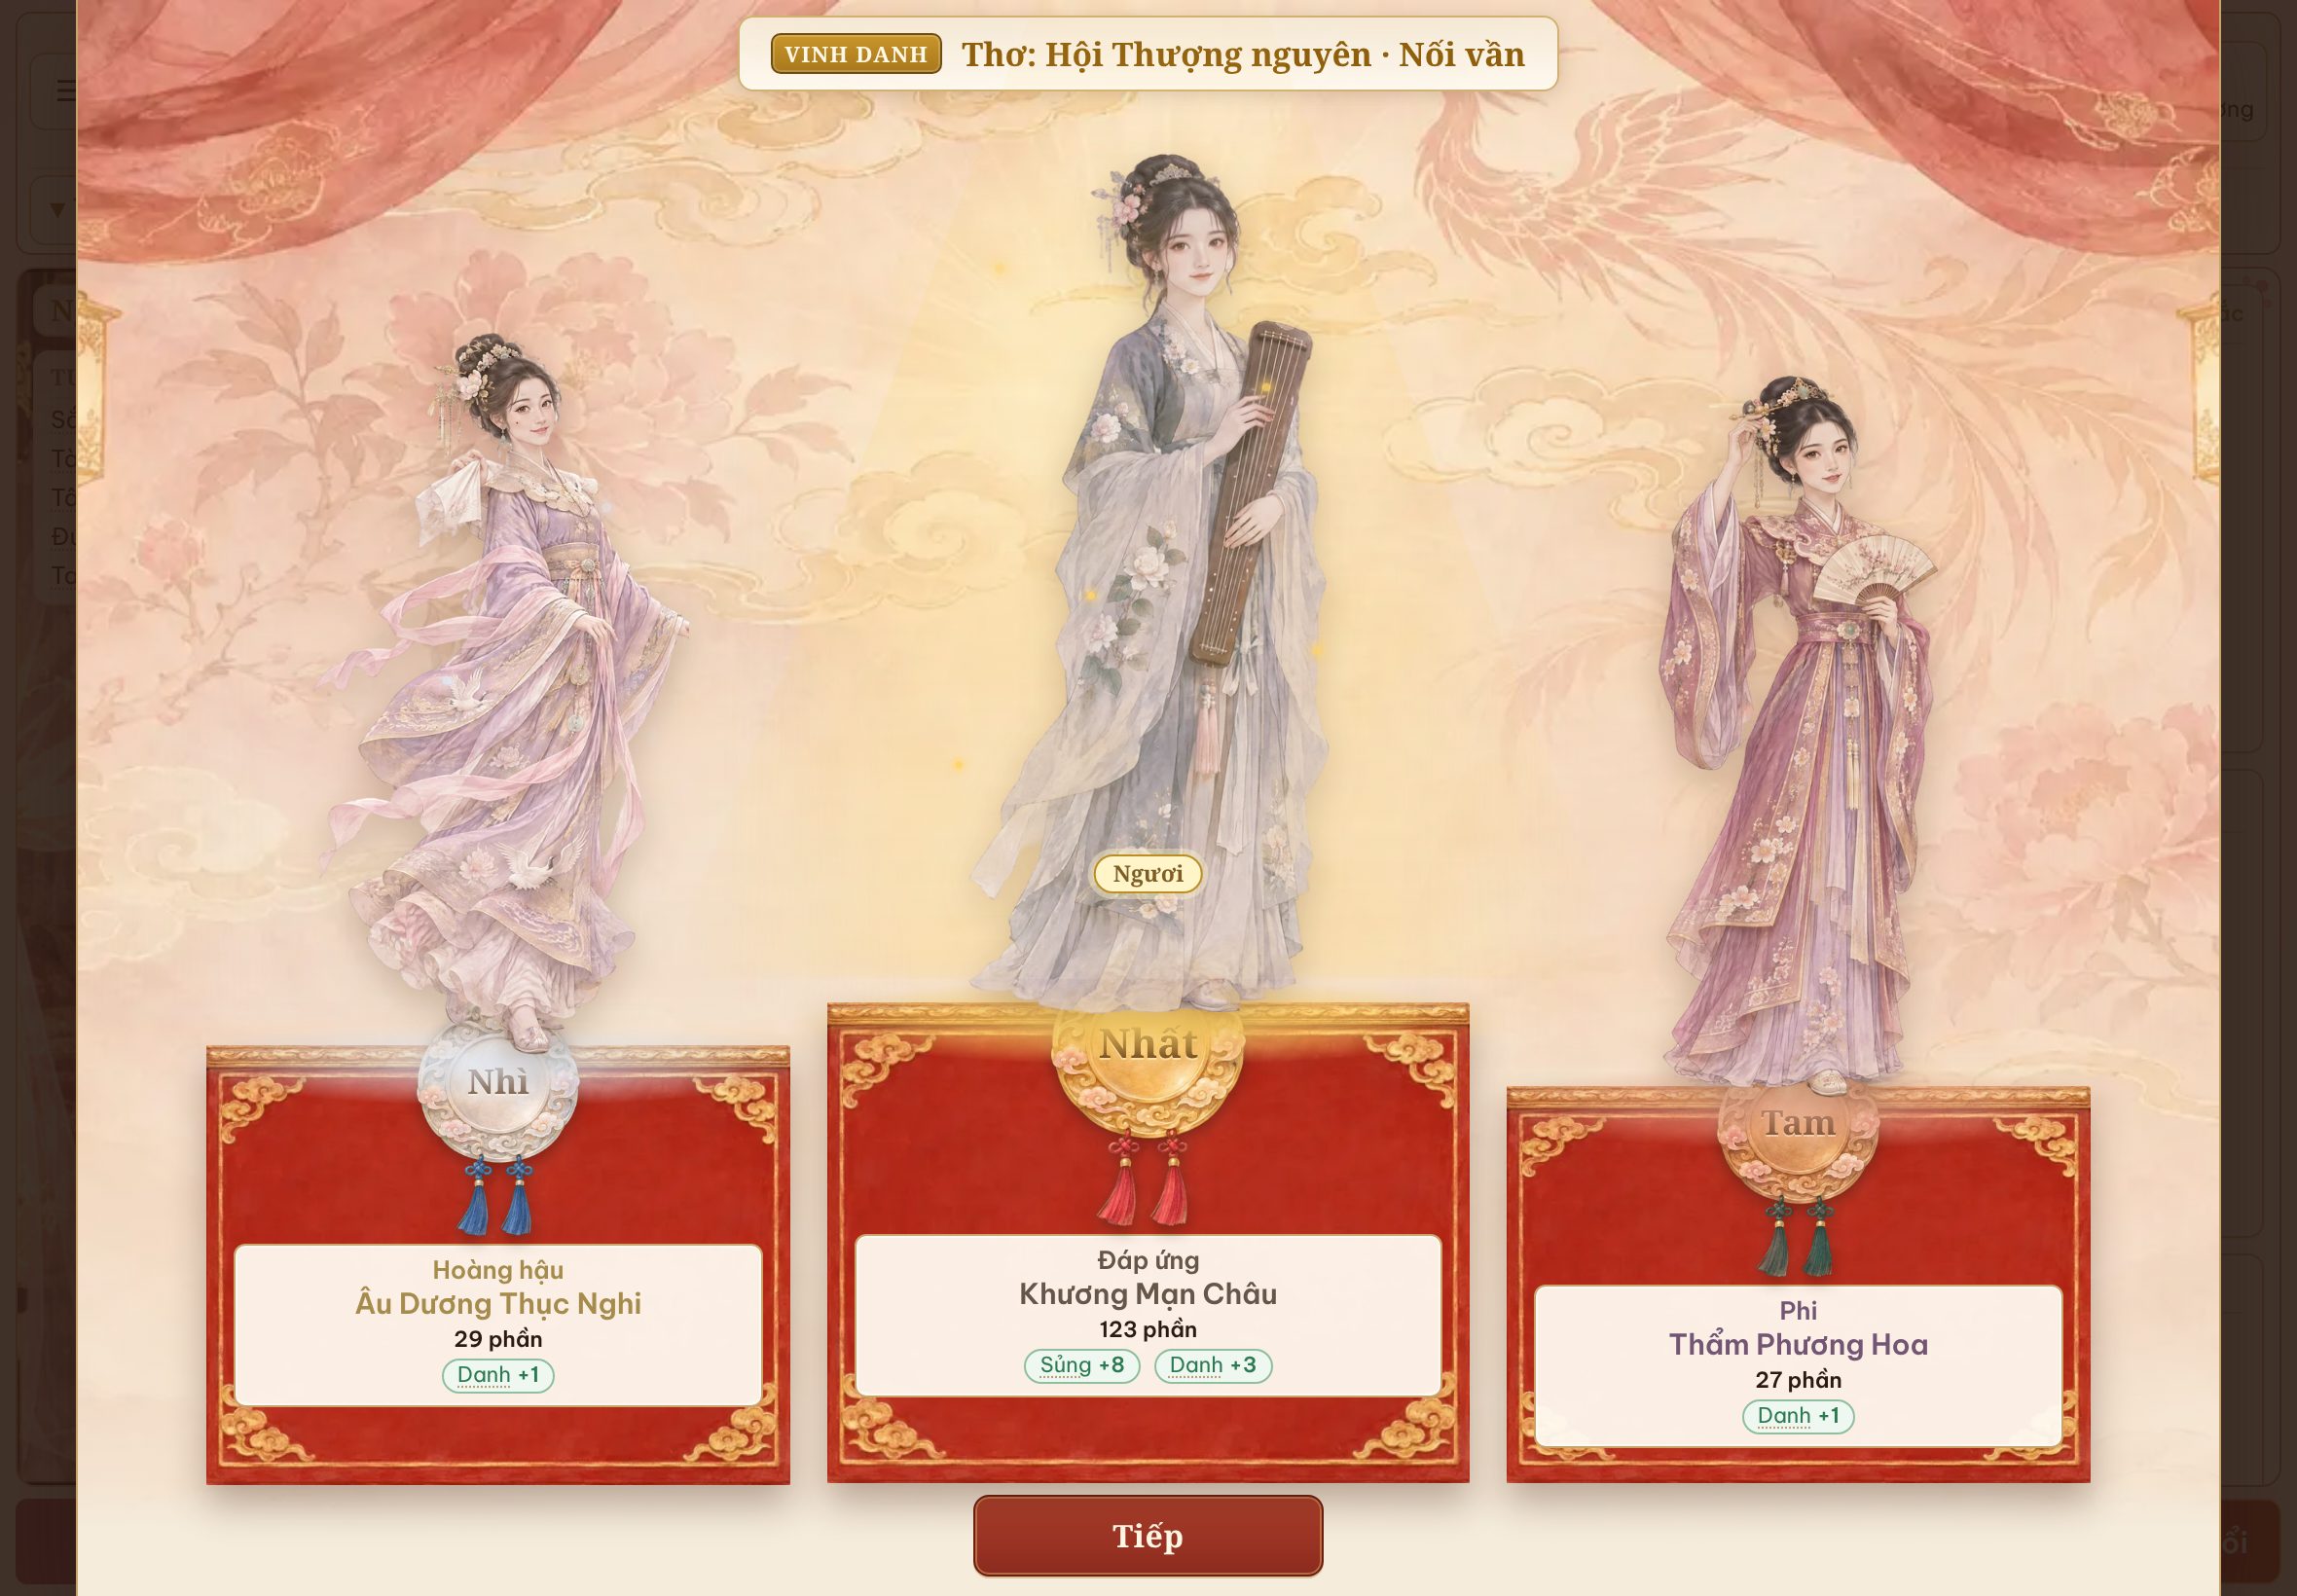 VINH DANH Thơ: Hội Thượng nguyên · Nối vần
Ngươi
Nhì
Hoàng hậu
Âu Dương Thục Nghi
29 phần
Danh +1
Nhất
Đáp ứng
Khương Mạn Châu
123 phần
Sủng +8 Danh +3
Tam
Phi
Thẩm Phương Hoa
27 phần
Danh +1
Tiếp